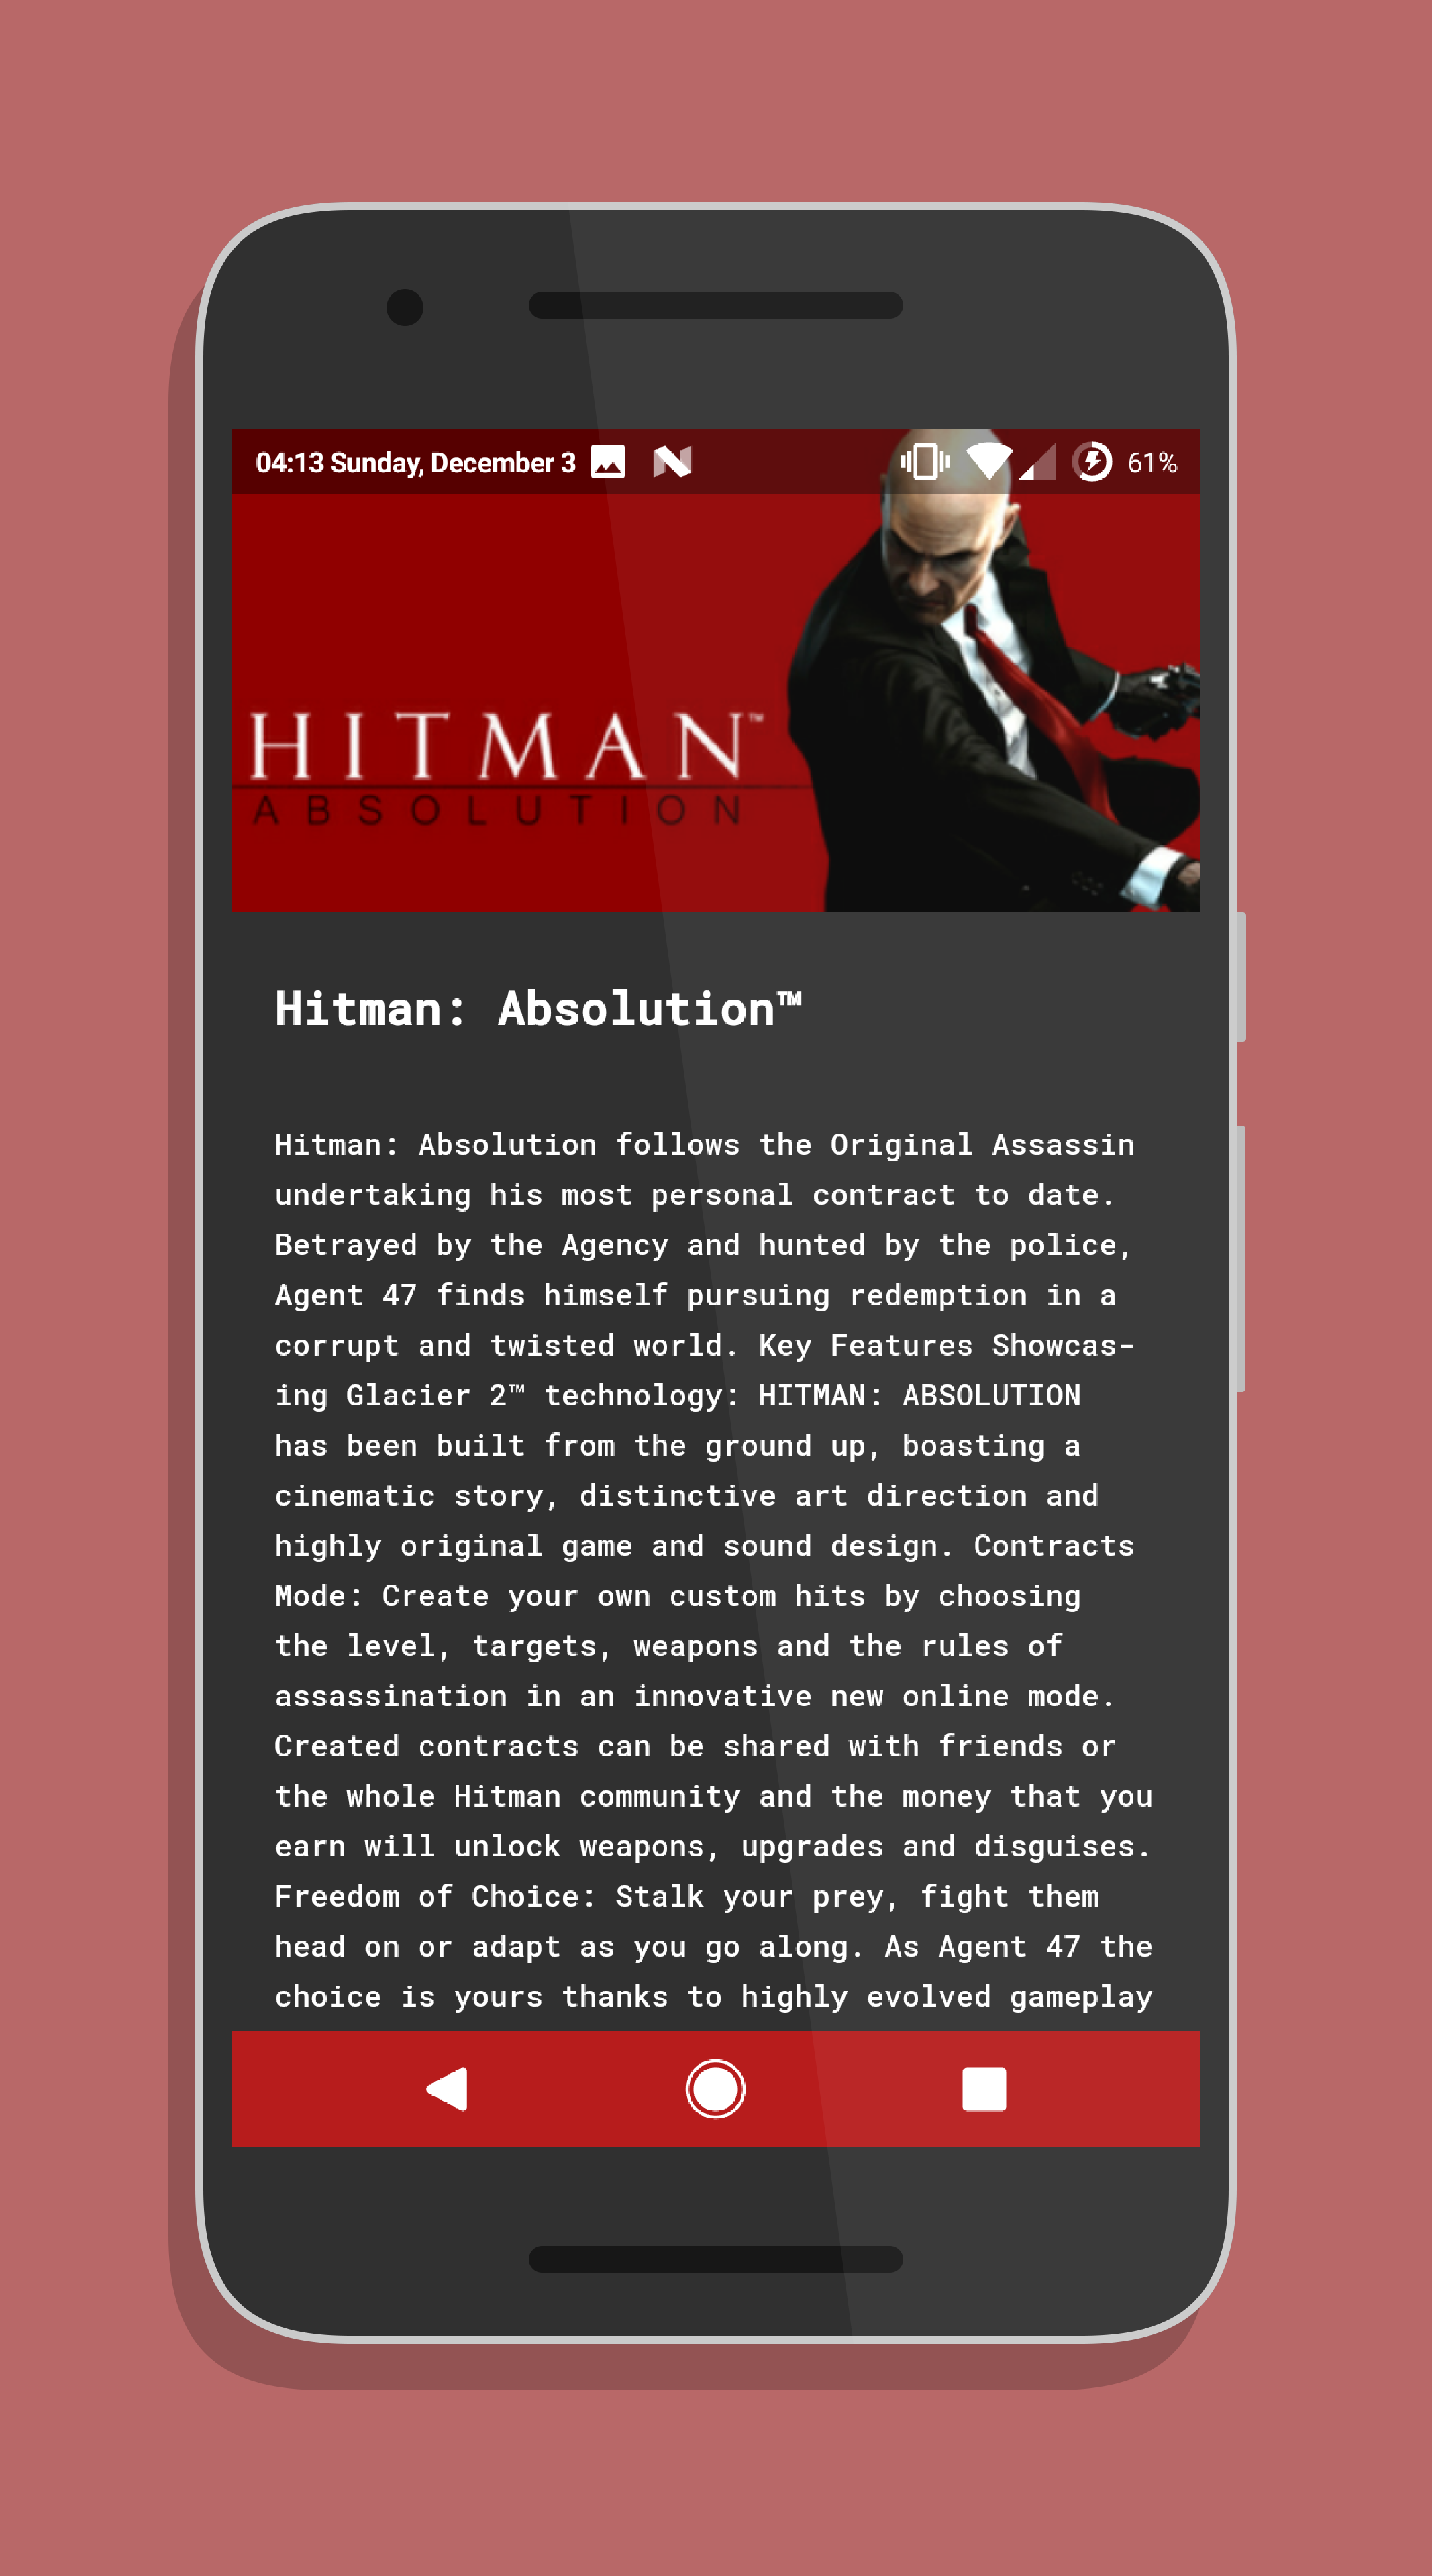 04:13 Sunday, December 3
61%
HITMAN™
ABSOLUTION
Hitman: Absolution™
Hitman: Absolution follows the Original Assassin
undertaking his most personal contract to date.
Betrayed by the Agency and hunted by the police,
Agent 47 finds himself pursuing redemption in a
corrupt and twisted world. Key Features Showcas-
ing Glacier 2™ technology: HITMAN: ABSOLUTION
has been built from the ground up, boasting a
cinematic story, distinctive art direction and
highly original game and sound design. Contracts
Mode: Create your own custom hits by choosing
the level, targets, weapons and the rules of
assassination in an innovative new online mode.
Created contracts can be shared with friends or
the whole Hitman community and the money that you
earn will unlock weapons, upgrades and disguises.
Freedom of Choice: Stalk your prey, fight them
head on or adapt as you go along. As Agent 47 the
choice is yours thanks to highly evolved gameplay